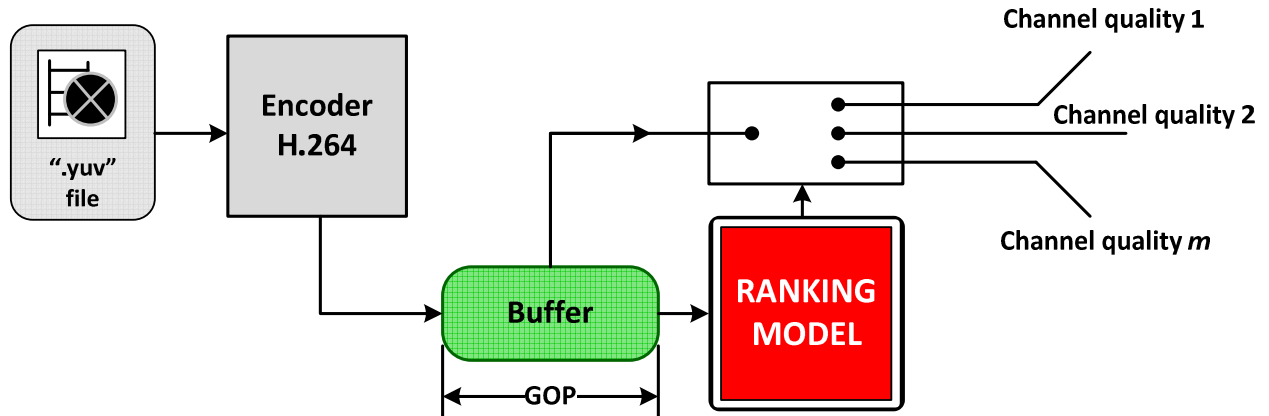 “.yuv”
file
Encoder
H.264
Buffer
GOP
RANKING
MODEL
Channel quality 1
Channel quality 2
Channel quality m